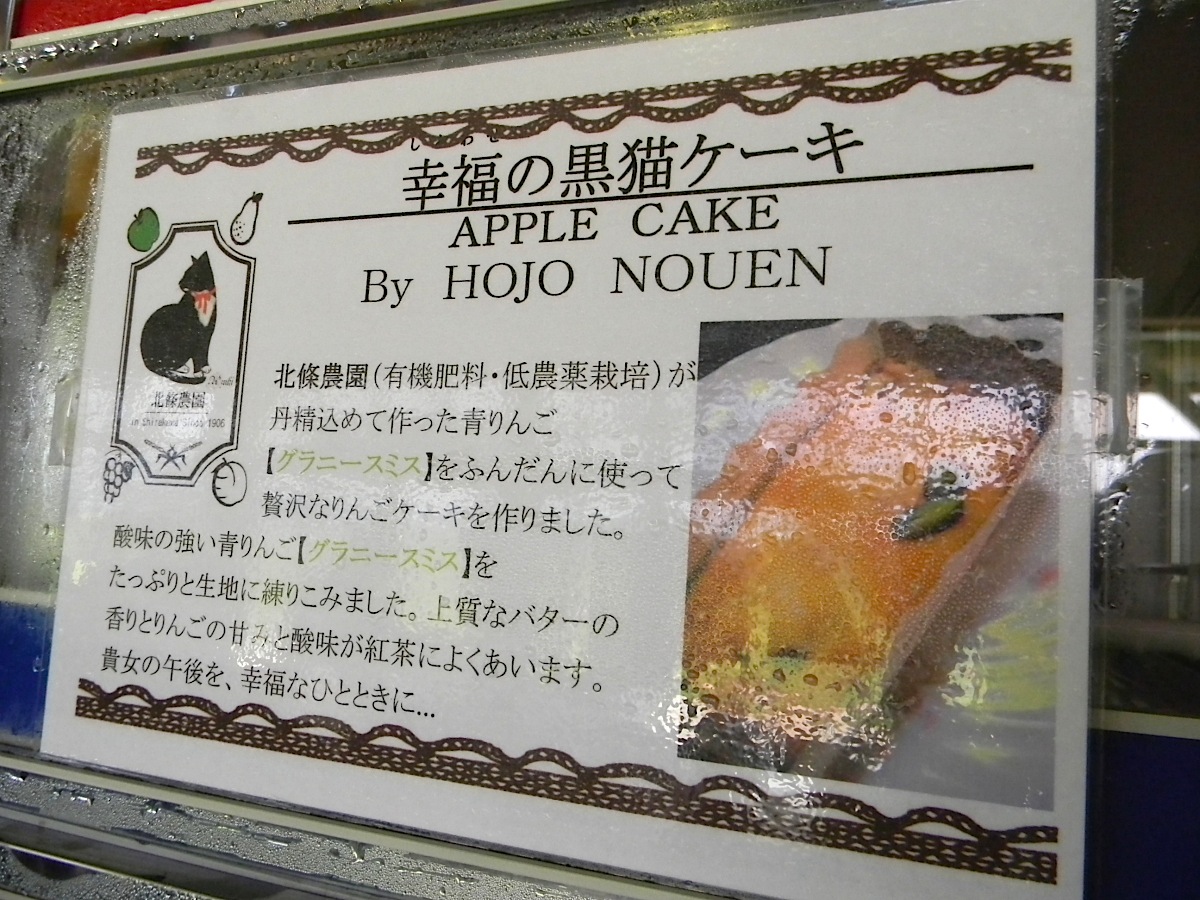 しあわせ
幸福の黒猫ケーキ
APPLE CAKE
By HOJO NOUEN
北條農園
in Shirakawa Since 1906
北條農園(有機肥料・低農薬栽培)が
丹精込めて作った青りんご
【グラニースミス】をふんだんに使って
贅沢なりんごケーキを作りました。
酸味の強い青りんご【グラニースミス】を
たっぷりと生地に練りこみました。上質なバターの
香りとりんごの甘みと酸味が紅茶によくあいます。
貴女の午後を、幸福なひとときに...